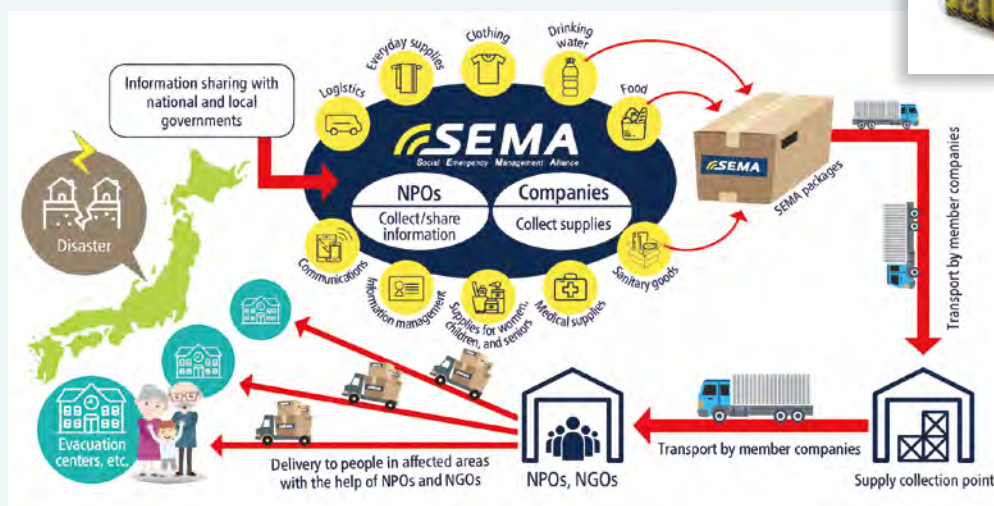 Information sharing with
national and local
governments
Disaster
Logistics
Everyday supplies
Clothing
Drinking
water
Food
SEMA
Social Emergency Management Alliance
NPOs
Collect/share
information
Companies
Collect supplies
Communications
Information management
Supplies for women,
children, and seniors
Medical supplies
Sanitary goods
SEMA
SEMA packages
Transport by member companies
Supply collection point
Transport by member companies
NPOs, NGOs
Delivery to people in affected areas
with the help of NPOs and NGOs
Evacuation
centers, etc.